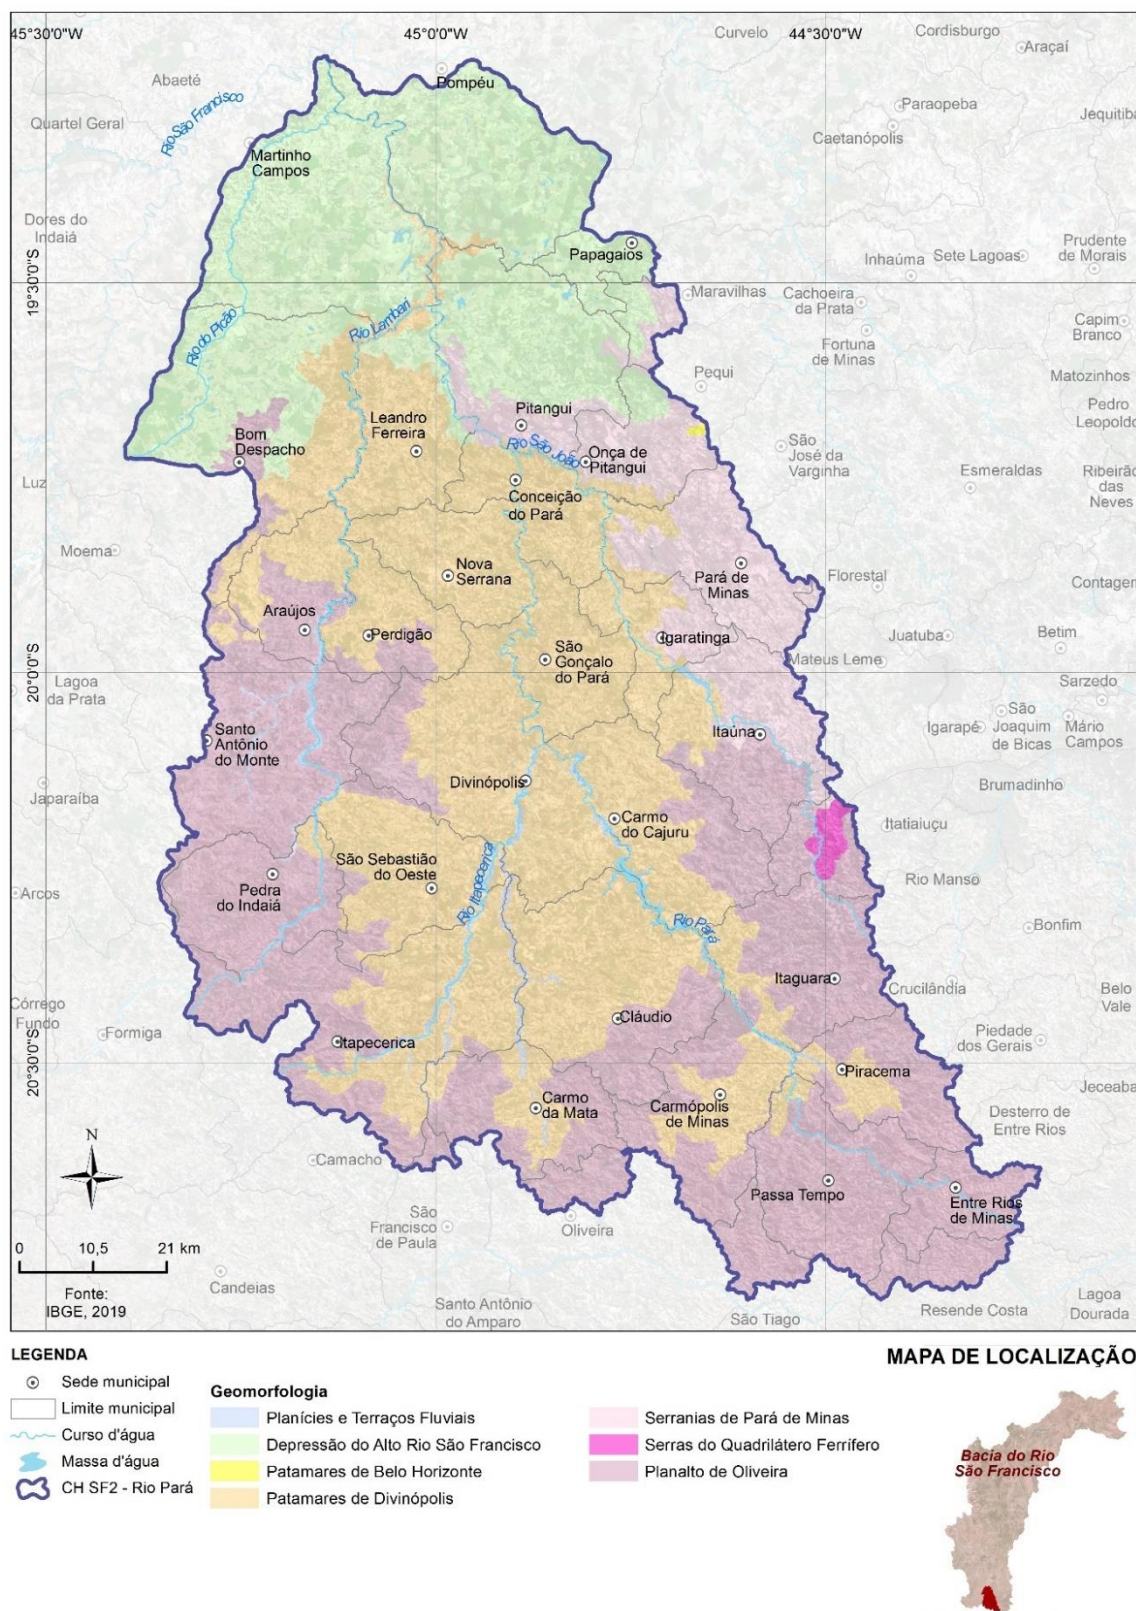 45°30'0"W
45°0'0"W
44°30'0"W
Curvelo
Cordisburgo
Araçaí
Abaeté
Pompéu
Rio São Francisco
Paraopeba
Quartel Geral
Caetanópolis
Jequitiba
Martinho
Campos
Dores do
Indaiá
Papagaios
Inhaúma
Sete Lagoas
Prudente
de Morais
19°30'0"S
Maravilhas
Cachoeira
da Prata
Rio do Picão
Rio Lambari
Fortuna
de Minas
Capim
Branco
Pequi
Matozinhos
Leandro
Ferreira
Pitangui
Pedro
Leopoldo
Bom
Despacho
Rio São João
Onça de
Pitangui
São
José da
Varginha
Esmeraldas
Ribeirão
das
Neves
Luz
Conceição
do Pará
Moema
Nova
Serrana
Pará de
Minas
Florestal
Contagem
Araújos
Perdigão
Igaratinga
Juatuba
Betim
20°0'0"S
São
Gonçalo
do Pará
Mateus Leme
Lagoa
da Prata
Sarzedo
Santo
Antônio
do Monte
Itaúna
Igarapé
São
Joaquim
de Bicas
Mário
Campos
Japaraíba
Divinópolis
Brumadinho
Carmo
do Cajuru
Itatiaiuçu
Arcos
Pedra
do Indaiá
São Sebastião
do Oeste
Rio Itapecerica
Rio Manso
Rio Pará
Bonfim
Itaguara
Crucilândia
Belo
Vale
Córrego
Fundo
Formiga
Cláudio
Piedade
dos Gerais
20°30'0"S
Itapecerica
Piracema
Jeceaba
Carmo
da Mata
Carmópolis
de Minas
Desterro de
Entre Rios
N
Camacho
Passa Tempo
Entre Rios
de Minas
São
Francisco
de Paula
Oliveira
0 10,5 21 km
Fonte:
IBGE, 2019
Candeias
Santo Antônio
do Amparo
São Tiago
Resende Costa
Lagoa
Dourada
LEGENDA
Sede municipal
Limite municipal
Curso d'água
Massa d'água
CH SF2 - Rio Pará
Geomorfologia
Planícies e Terraços Fluviais
Depressão do Alto Rio São Francisco
Patamares de Belo Horizonte
Patamares de Divinópolis
Serranias de Pará de Minas
Serras do Quadrilátero Ferrífero
Planalto de Oliveira
MAPA DE LOCALIZAÇÃO
Bacia do Rio
São Francisco